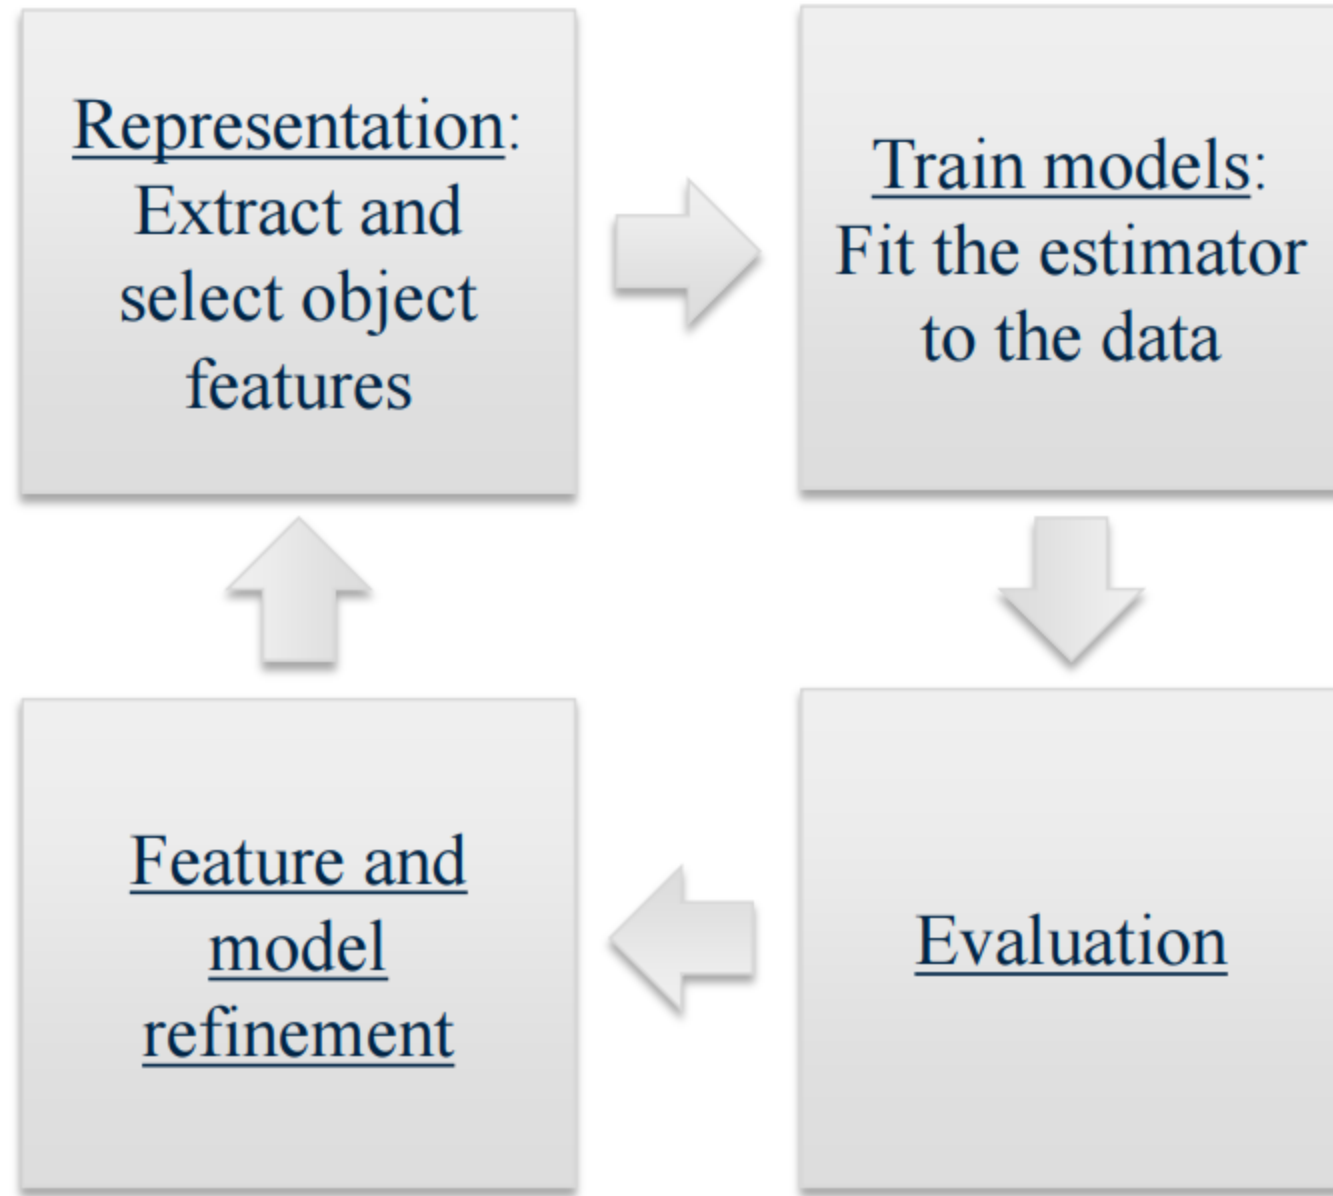 Representation:
Extract and
select object
features
Train models:
Fit the estimator
to the data
Evaluation
Feature and
model
refinement